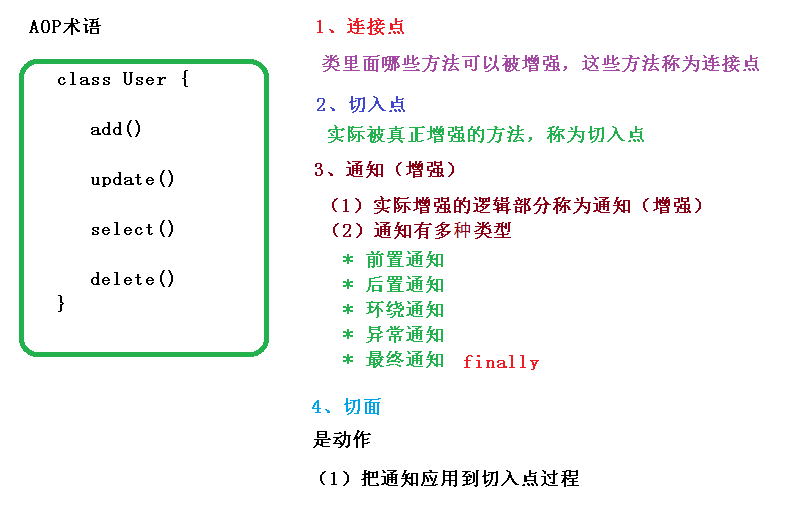 AOP术语
class User {
add()
update()
select()
delete()
}
1、连接点
类里面哪些方法可以被增强，这些方法称为连接点
2、切入点
实际被真正增强的方法，称为切入点
3、通知（增强）
（1）实际增强的逻辑部分称为通知（增强）
（2）通知有多种类型
* 前置通知
* 后置通知
* 环绕通知
* 异常通知
* 最终通知 finally
4、切面
是动作
（1）把通知应用到切入点过程